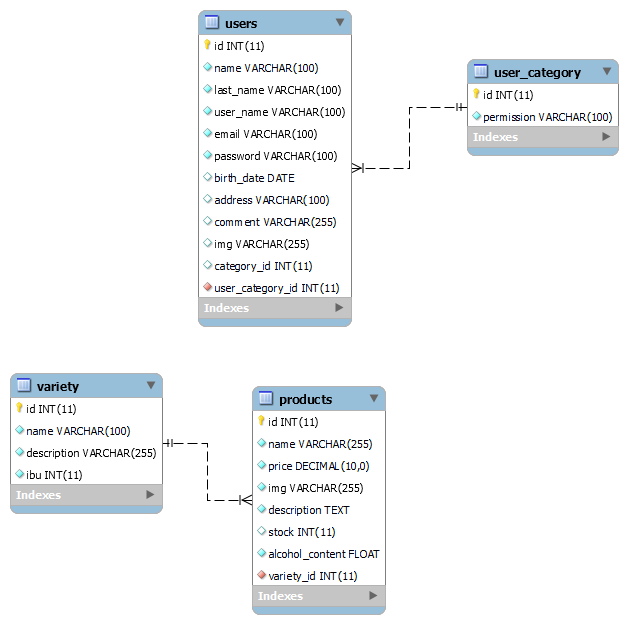 users
id INT(11)
name VARCHAR(100)
last_name VARCHAR(100)
user_name VARCHAR(100)
email VARCHAR(100)
password VARCHAR(100)
birth_date DATE
address VARCHAR(100)
comment VARCHAR(255)
img VARCHAR(255)
category_id INT(11)
user_category_id INT(11)
Indexes
user_category
id INT(11)
permission VARCHAR(100)
Indexes
variety
id INT(11)
name VARCHAR(100)
description VARCHAR(255)
ibu INT(11)
Indexes
products
id INT(11)
name VARCHAR(255)
price DECIMAL(10,0)
img VARCHAR(255)
description TEXT
stock INT(11)
alcohol_content FLOAT
variety_id INT(11)
Indexes